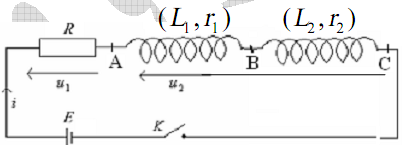 (L₁, r₁) (L₂, r₂)
R
A B C
u₁ u₂
i
E K